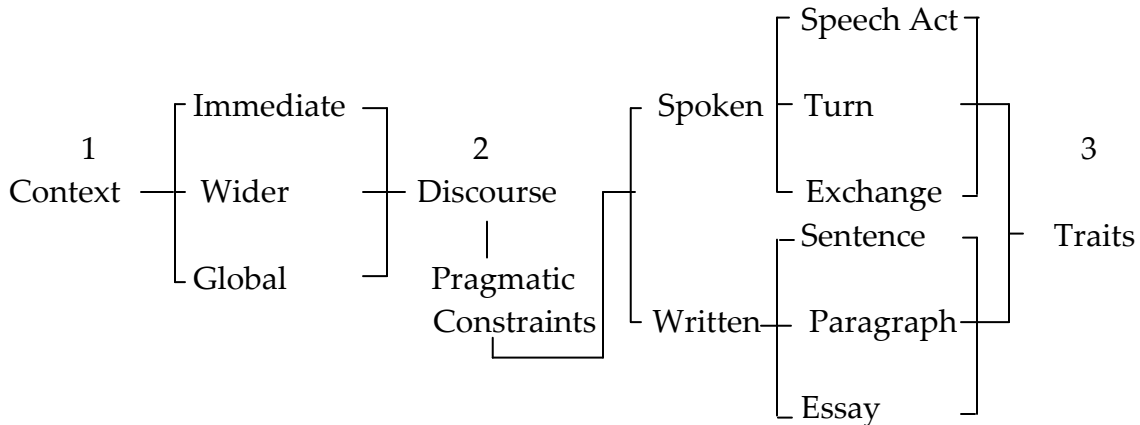 Speech Act
Immediate
Spoken
Turn
1
2
3
Context
Wider
Discourse
Exchange
Sentence
Traits
Global
Pragmatic
Constraints
Written
Paragraph
Essay